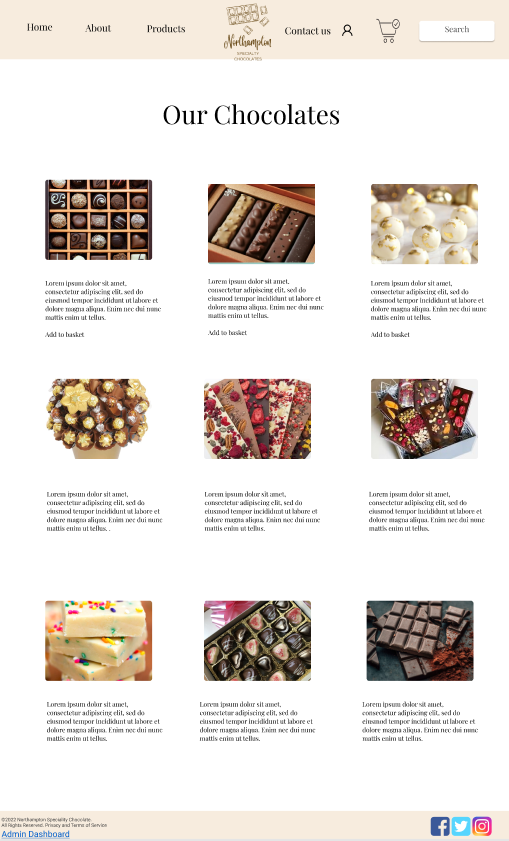 Home
About
Products
Northampton
SPECIALTY
CHOCOLATES
Contact us
Search
Our Chocolates
Lorem ipsum dolor sit amet,
consectetur adipiscing elit, sed do
eiusmod tempor incididunt ut labore et
dolore magna aliqua. Enim nec dui nunc
mattis enim ut tellus.
Add to basket
Lorem ipsum dolor sit amet,
consectetur adipiscing elit, sed do
eiusmod tempor incididunt ut labore et
dolore magna aliqua. Enim nec dui nunc
mattis enim ut tellus.
Add to basket
Lorem ipsum dolor sit amet,
consectetur adipiscing elit, sed do
eiusmod tempor incididunt ut labore et
dolore magna aliqua. Enim nec dui nunc
mattis enim ut tellus.
Add to basket
Lorem ipsum dolor sit amet,
consectetur adipiscing elit, sed do
eiusmod tempor incididunt ut labore et
dolore magna aliqua. Enim nec dui nunc
mattis enim ut tellus. .
Lorem ipsum dolor sit amet,
consectetur adipiscing elit, sed do
eiusmod tempor incididunt ut labore et
dolore magna aliqua. Enim nec dui nunc
mattis enim ut tellus.
Lorem ipsum dolor sit amet,
consectetur adipiscing elit, sed do
eiusmod tempor incididunt ut labore et
dolore magna aliqua. Enim nec dui nunc
mattis enim ut tellus.
Lorem ipsum dolor sit amet,
consectetur adipiscing elit, sed do
eiusmod tempor incididunt ut labore et
dolore magna aliqua. Enim nec dui nunc
mattis enim ut tellus.
Lorem ipsum dolor sit amet,
consectetur adipiscing elit, sed do
eiusmod tempor incididunt ut labore et
dolore magna aliqua. Enim nec dui nunc
mattis enim ut tellus.
Lorem ipsum dolor sit amet,
consectetur adipiscing elit, sed do
eiusmod tempor incididunt ut labore et
dolore magna aliqua. Enim nec dui nunc
mattis enim ut tellus.
©2022 Northampton Speciality Chocolate.
All Rights Reserved. Privacy and Terms of Service
Admin Dashboard